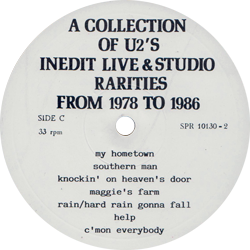 A COLLECTION
OF U2'S
INEDIT LIVE & STUDIO
RARITIES
FROM 1978 TO 1986
SIDE C
33 rpm
SPR 10130-2
my hometown
southern man
knockin' on heaven's door
maggie's farm
rain/hard rain gonna fall
help
c'mon everybody